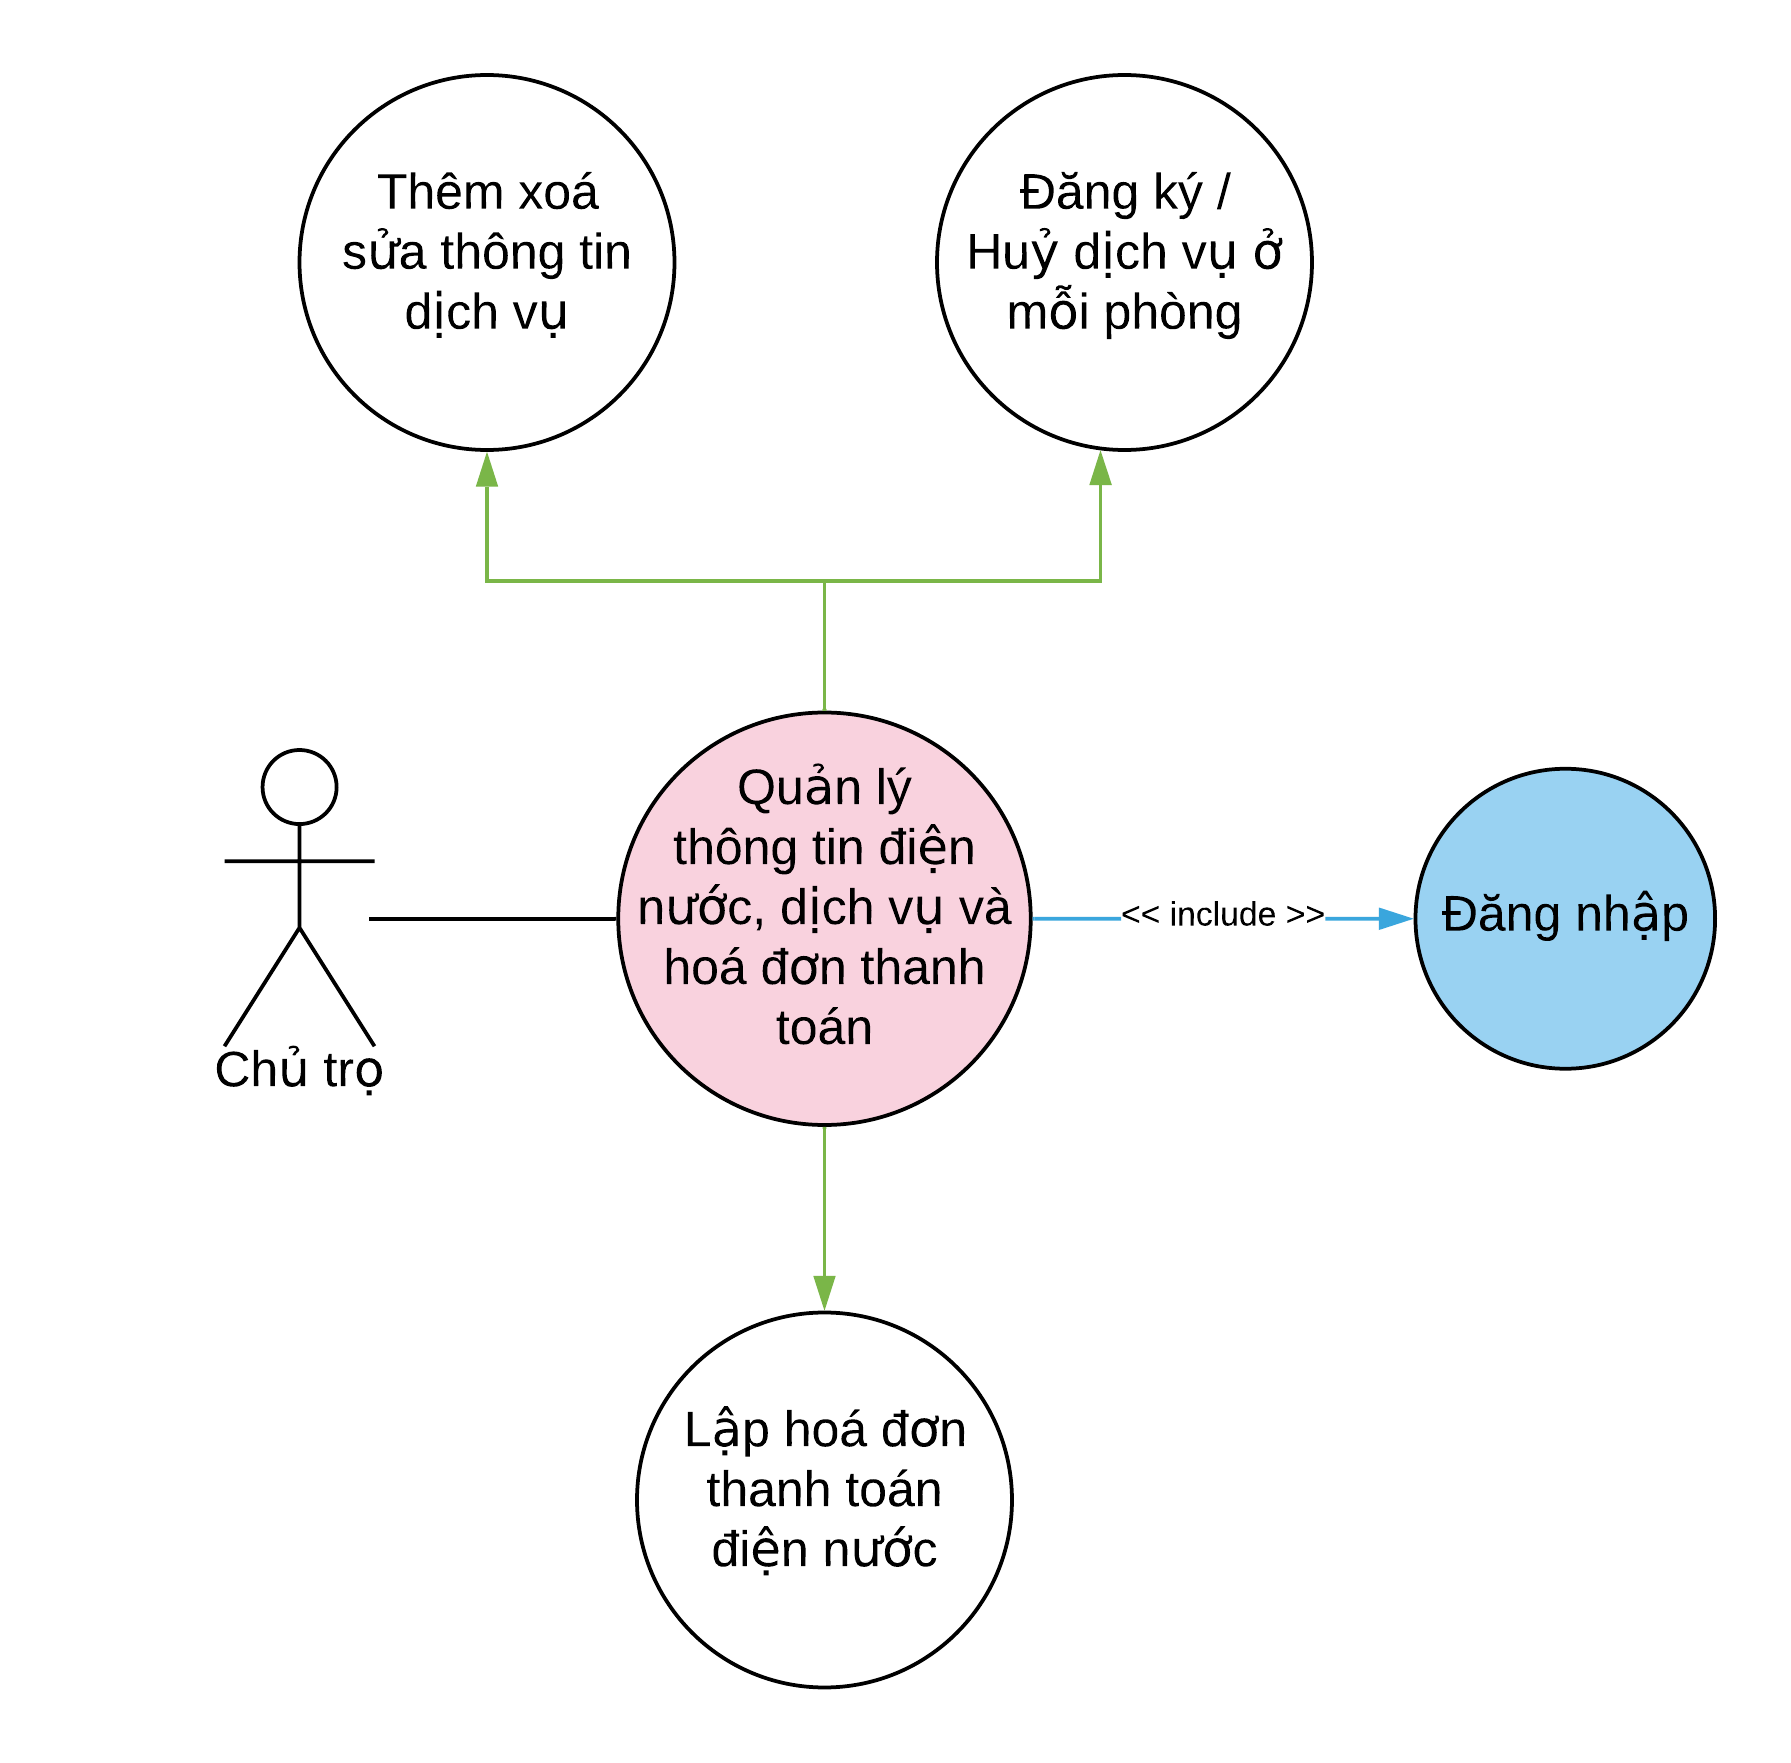 Thêm xoá
sửa thông tin
dịch vụ
Đăng ký /
Huỷ dịch vụ ở
mỗi phòng
Quản lý
thông tin điện
nước, dịch vụ và
hoá đơn thanh
toán
<< include >>
Đăng nhập
Chủ trọ
Lập hoá đơn
thanh toán
điện nước